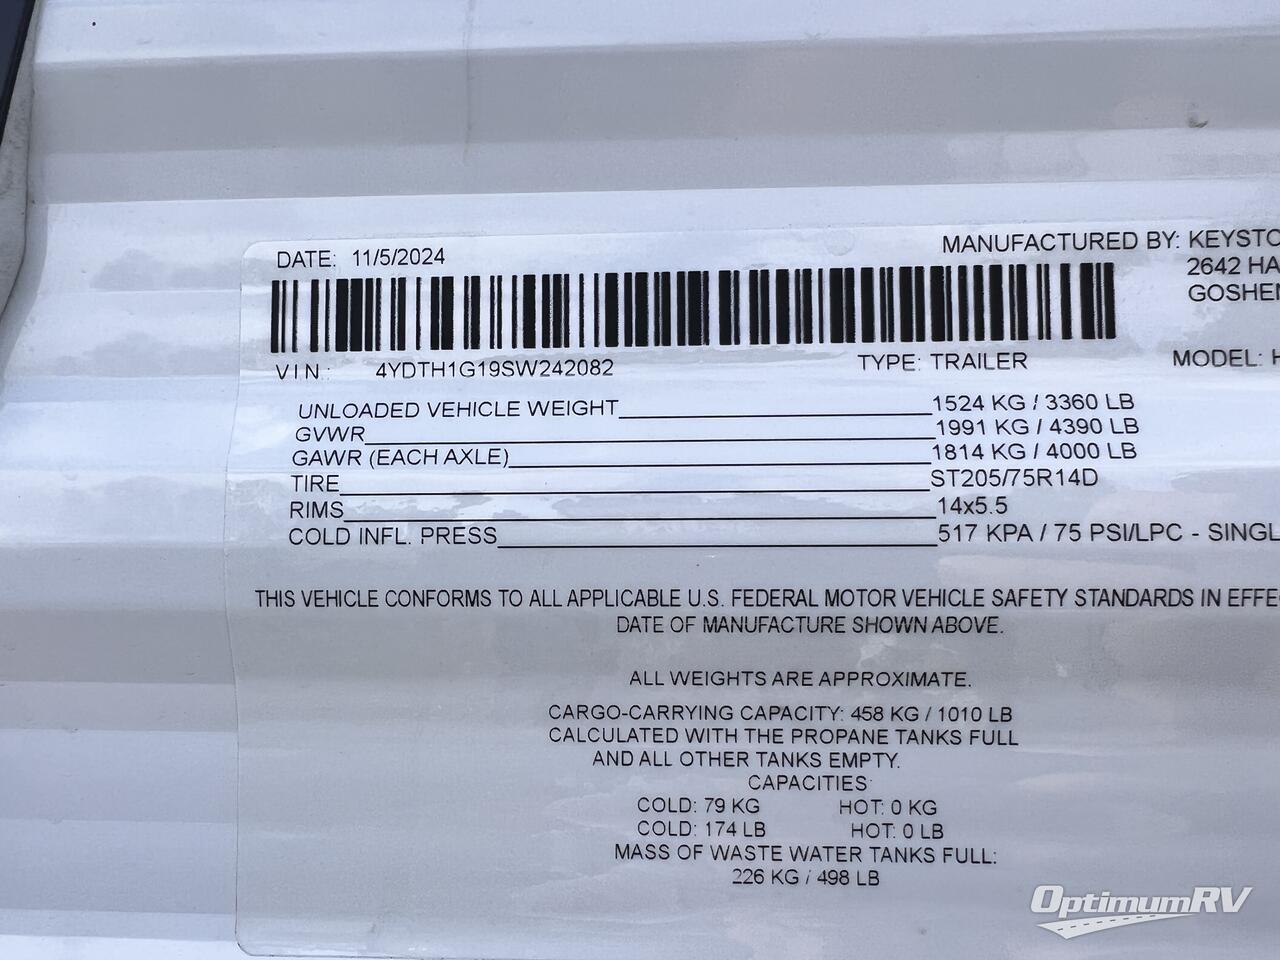 DATE: 11/5/2024
MANUFACTURED BY: KEYSTO
2642 HA
GOSHEN
VIN.: 4YDTH1G19SW242082 TYPE: TRAILER MODEL: H
UNLOADED VEHICLE WEIGHT 1524 KG / 3360 LB
GVWR 1991 KG / 4390 LB
GAWR (EACH AXLE) 1814 KG / 4000 LB
TIRE ST205/75R14D
RIMS 14x5.5
COLD INFL. PRESS 517 KPA / 75 PSI/LPC - SINGL
THIS VEHICLE CONFORMS TO ALL APPLICABLE U.S. FEDERAL MOTOR VEHICLE SAFETY STANDARDS IN EFFE
DATE OF MANUFACTURE SHOWN ABOVE.
ALL WEIGHTS ARE APPROXIMATE.
CARGO-CARRYING CAPACITY: 458 KG / 1010 LB
CALCULATED WITH THE PROPANE TANKS FULL
AND ALL OTHER TANKS EMPTY.
CAPACITIES
COLD: 79 KG HOT: 0 KG
COLD: 174 LB HOT: 0 LB
MASS OF WASTE WATER TANKS FULL:
226 KG / 498 LB
OptimumRV